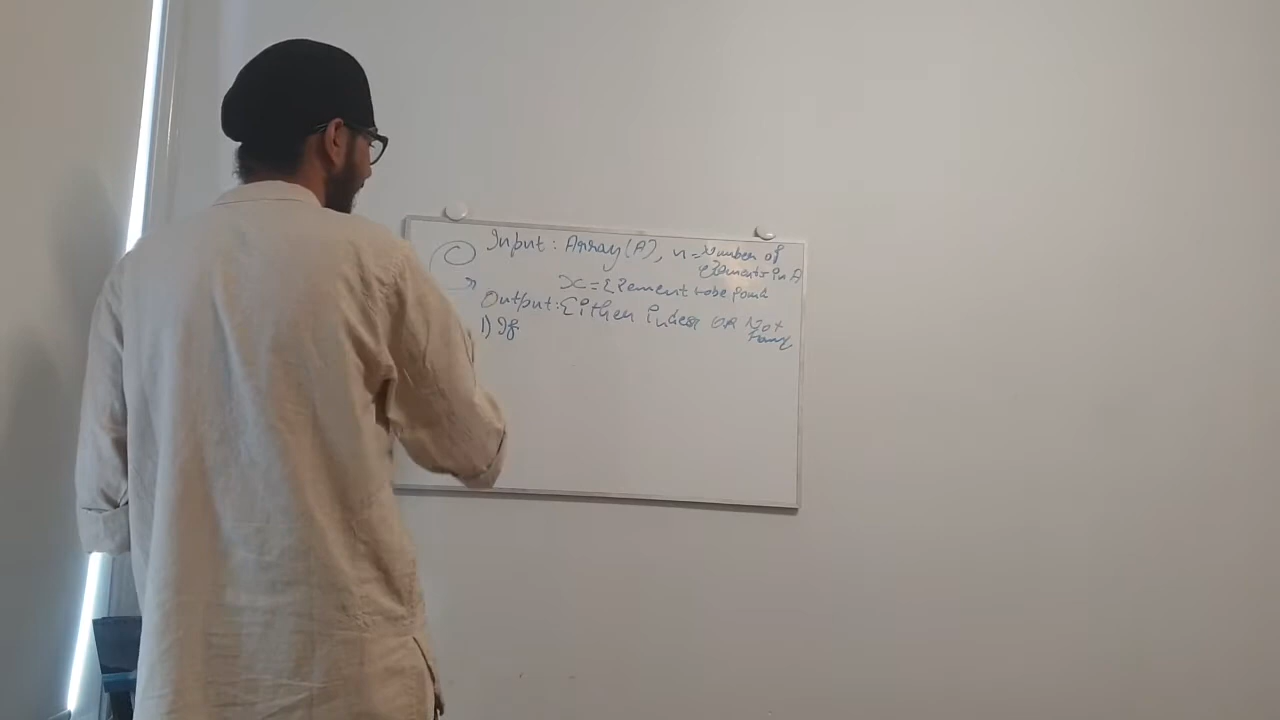 Input: Array(A), n=Number of
Elements in A
x=Element to be found
Output: Either index OR Not
found
1) If